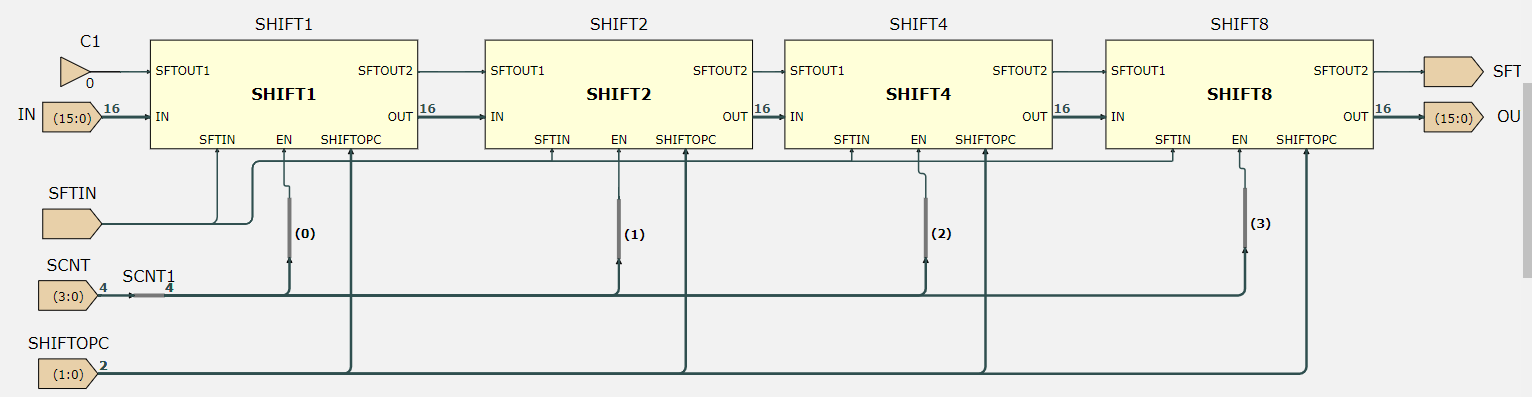 SHIFT1 SHIFT2 SHIFT4 SHIFT8
C1
0
SFTOUT1 SFTOUT2 SFTOUT1 SFTOUT2 SFTOUT1 SFTOUT2 SFTOUT1 SFTOUT2 SFT
SHIFT1 SHIFT2 SHIFT4 SHIFT8
IN (15:0) 16 IN OUT 16 IN OUT 16 IN OUT 16 IN OUT 16 (15:0) OU
SFTIN EN SHIFTOPC SFTIN EN SHIFTOPC SFTIN EN SHIFTOPC SFTIN EN SHIFTOPC
SFTIN
(0) (1) (2) (3)
SCNT
(3:0) 4 SCNT1 4
SHIFTOPC
(1:0) 2